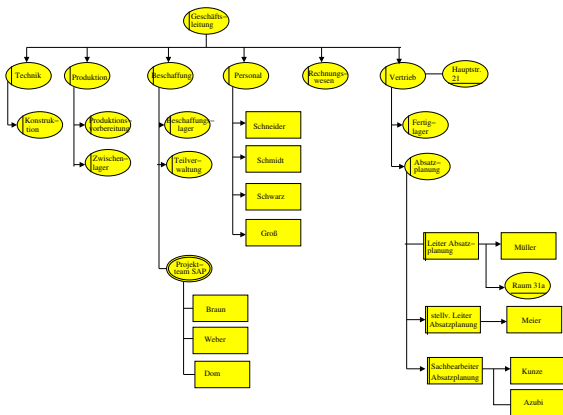 Geschäfts–
leitung
Technik
Produktion
Beschaffung
Personal
Rechnungs–
wesen
Vertrieb
Hauptstr.
21
Konstruk–
tion
Produktions–
vorbereitung
Zwischen–
lager
Beschaffungs–
lager
Teilver–
waltung
Schneider
Schmidt
Schwarz
Groß
Fertig–
lager
Absatz–
planung
Projekt–
team SAP
Braun
Weber
Dom
Leiter Absatz–
planung
Müller
Raum 31a
stellv. Leiter
Absatzplanung
Meier
Sachbearbeiter
Absatzplanung
Kunze
Azubi